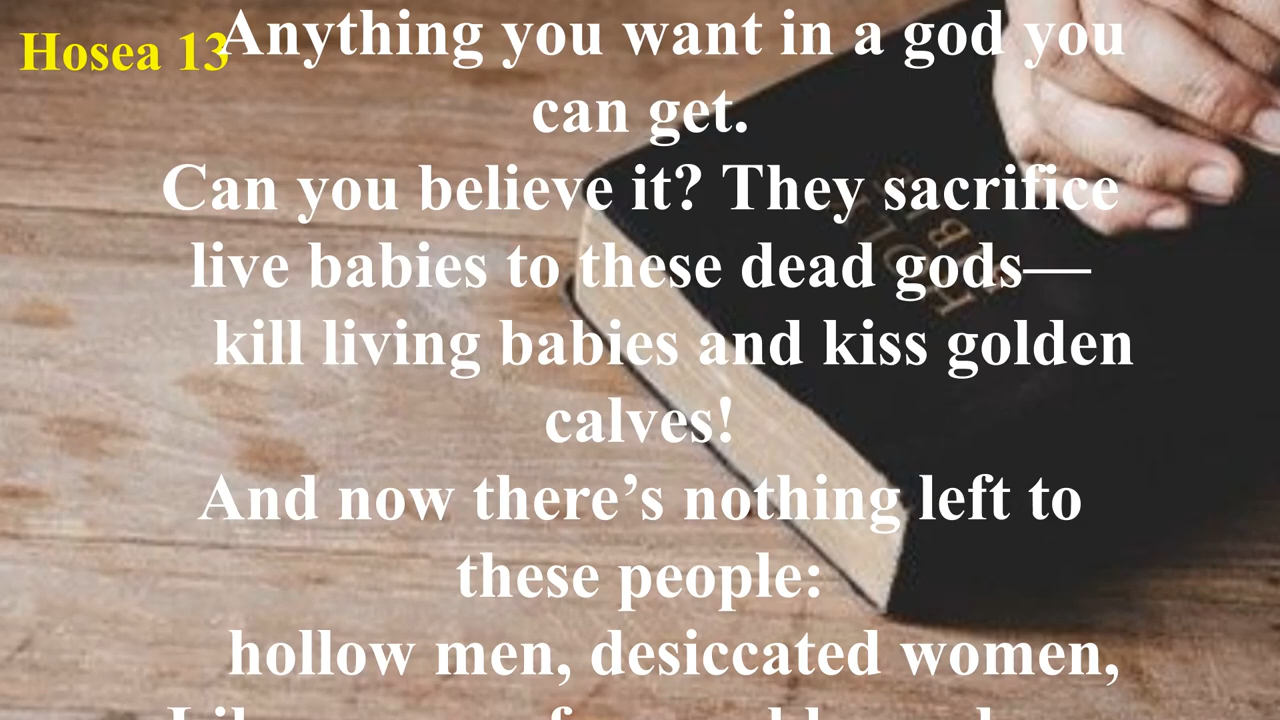 Hosea 13
Anything you want in a god you
can get.
Can you believe it? They sacrifice
live babies to these dead gods—
kill living babies and kiss golden
calves!
And now there’s nothing left to
these people:
hollow men, desiccated women,
HOLY
BIBLE